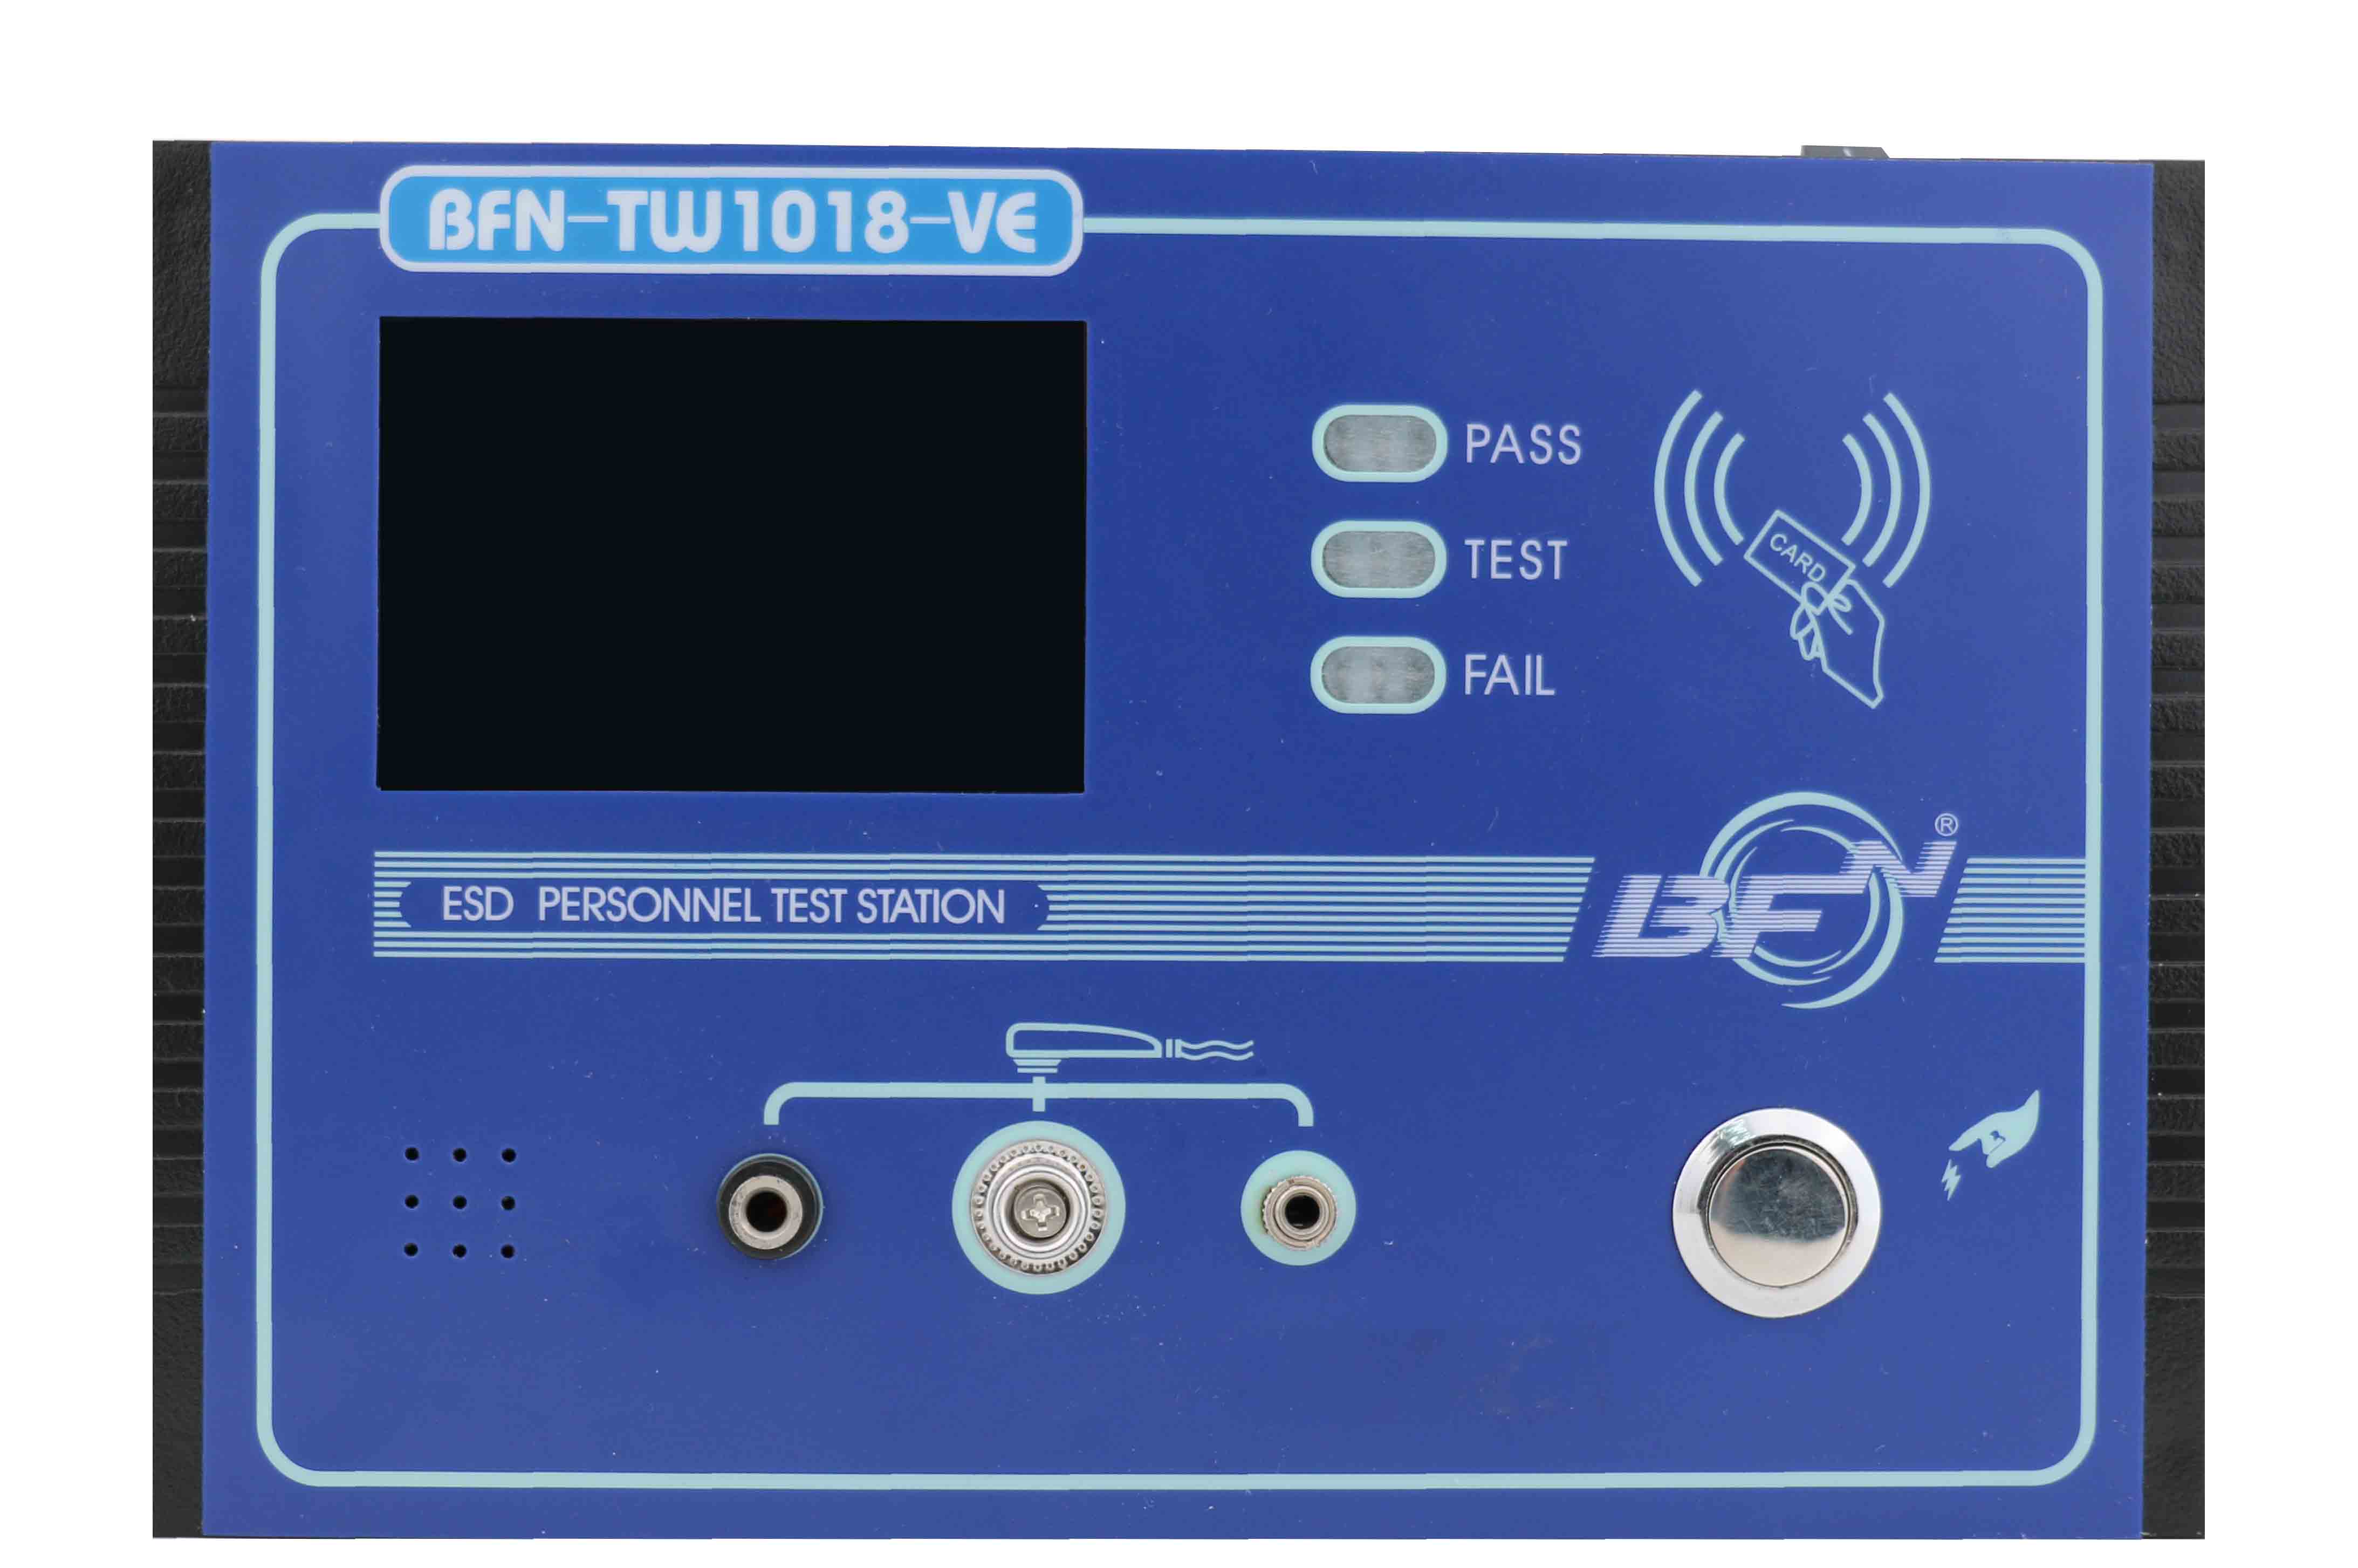 BFN-TW1018-VE
PASS
TEST
FAIL
CARD
ESD PERSONNEL TEST STATION
BFN®